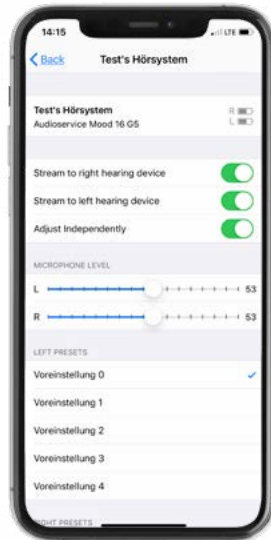 14:15
LTE
Back
Test's Hörsystem
Test's Hörsystem
R
Audioservice Mood 16 G5
L
Stream to right hearing device
Stream to left hearing device
Adjust Independently
MICROPHONE LEVEL
L 53
R 53
LEFT PRESETS
Voreinstellung 0
Voreinstellung 1
Voreinstellung 2
Voreinstellung 3
Voreinstellung 4
RIGHT PRESETS